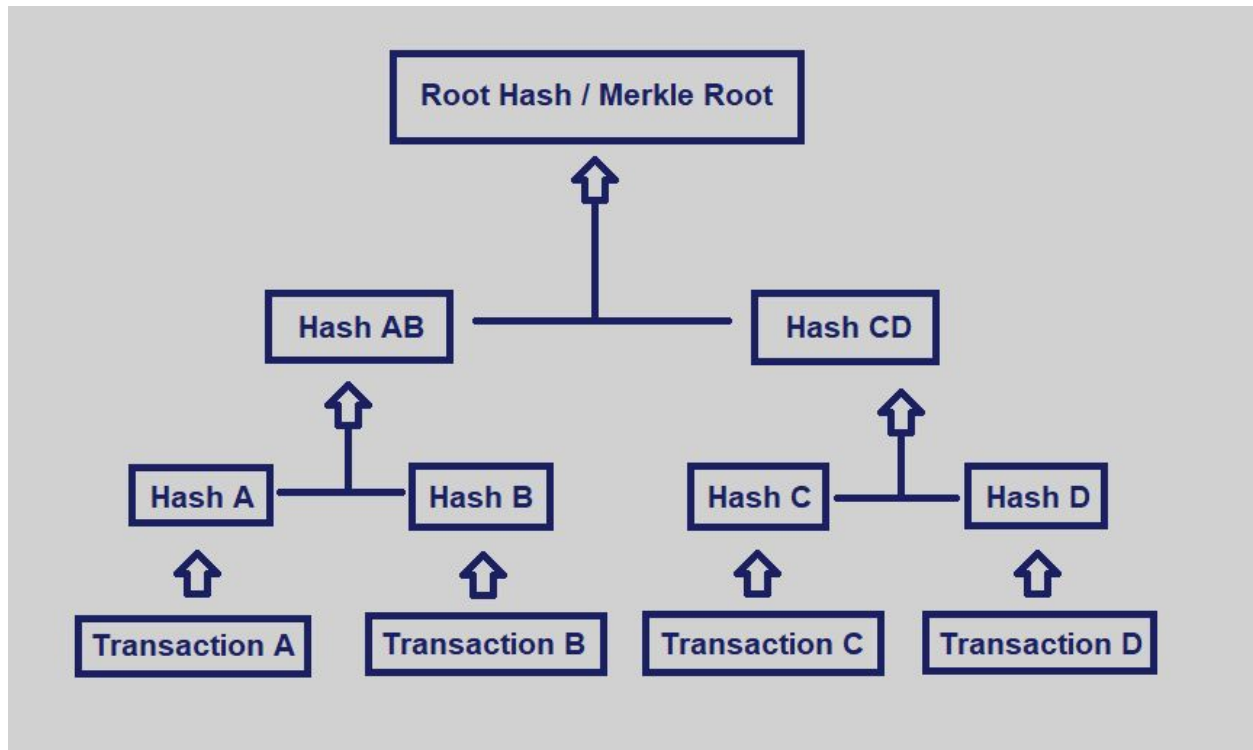 Root Hash / Merkle Root
Hash AB
Hash CD
Hash A
Hash B
Hash C
Hash D
Transaction A
Transaction B
Transaction C
Transaction D